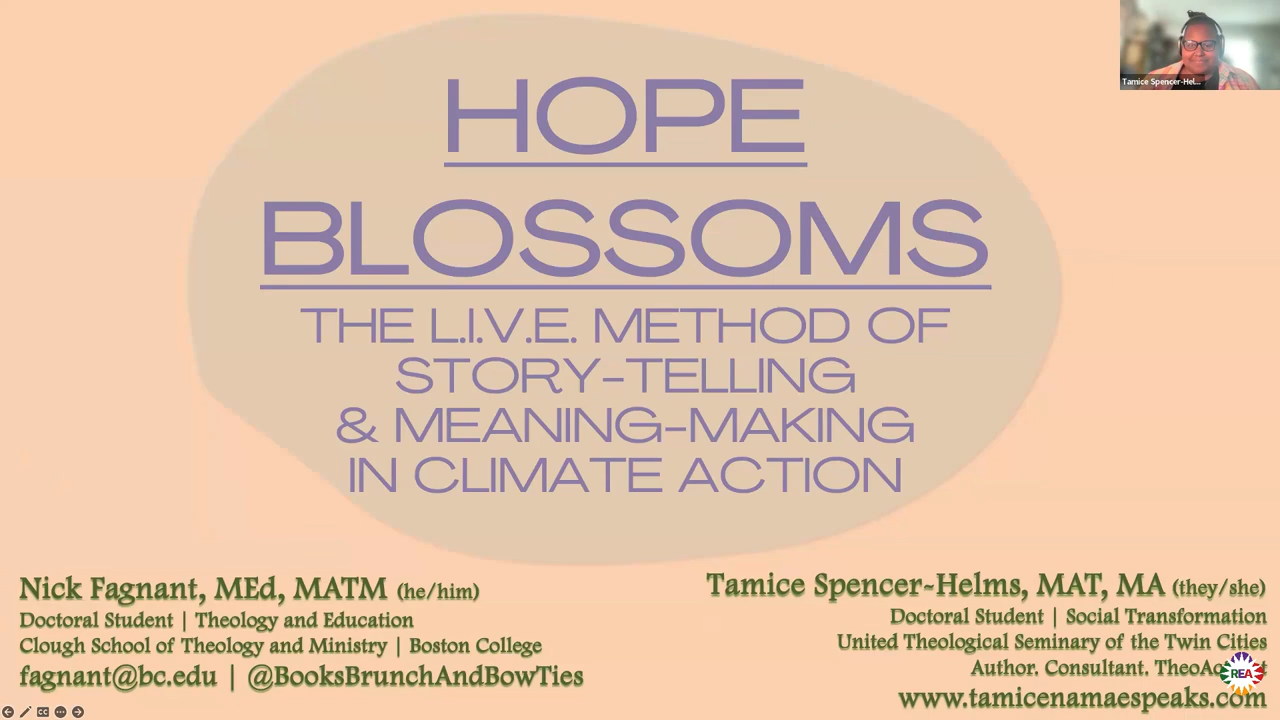 HOPE
BLOSSOMS
THE L.I.V.E. METHOD OF
STORY-TELLING
& MEANING-MAKING
IN CLIMATE ACTION
Tamice Spencer-Hel...
Nick Fagnant, MEd, MATM (he/him)
Doctoral Student | Theology and Education
Clough School of Theology and Ministry | Boston College
fagnant@bc.edu | @BooksBrunchAndBowTies
Tamice Spencer-Helms, MAT, MA (they/she)
Doctoral Student | Social Transformation
United Theological Seminary of the Twin Cities
Author. Consultant.
www.tamicenamaespeaks.com
REA